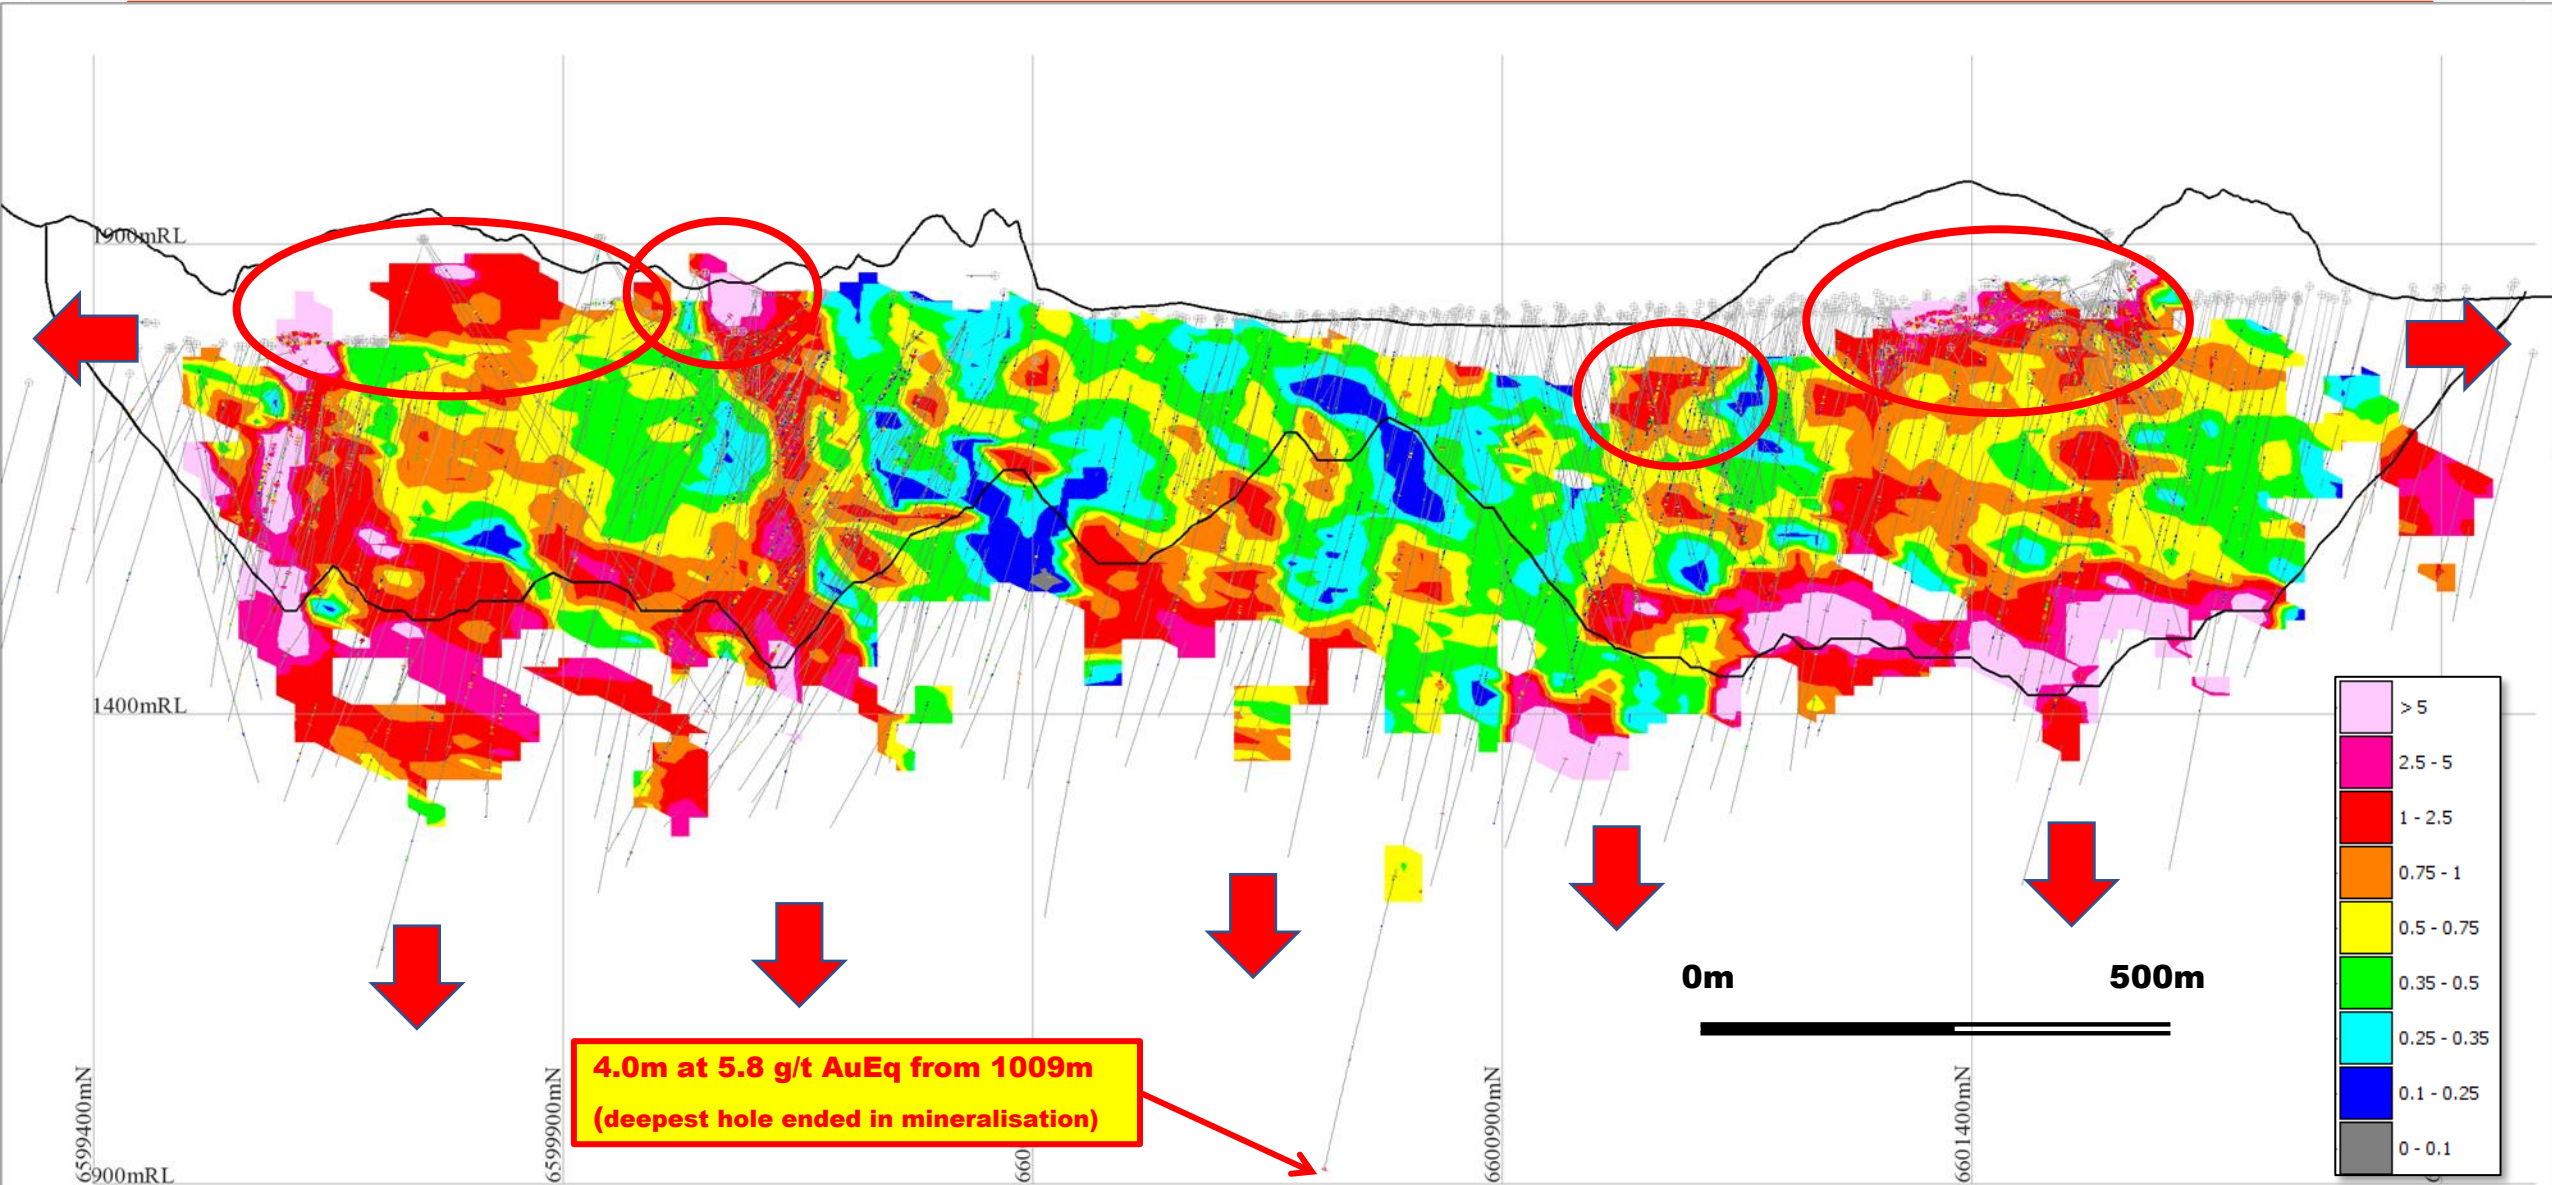 1900mRL
1400mRL
> 5
2.5 - 5
1 - 2.5
0.75 - 1
0.5 - 0.75
0.35 - 0.5
0.25 - 0.35
0.1 - 0.25
0 - 0.1
0m
500m
4.0m at 5.8 g/t AuEq from 1009m
(deepest hole ended in mineralisation)
6599400mN
6599900mN
660
6600900mN
6601400mN
900mRL